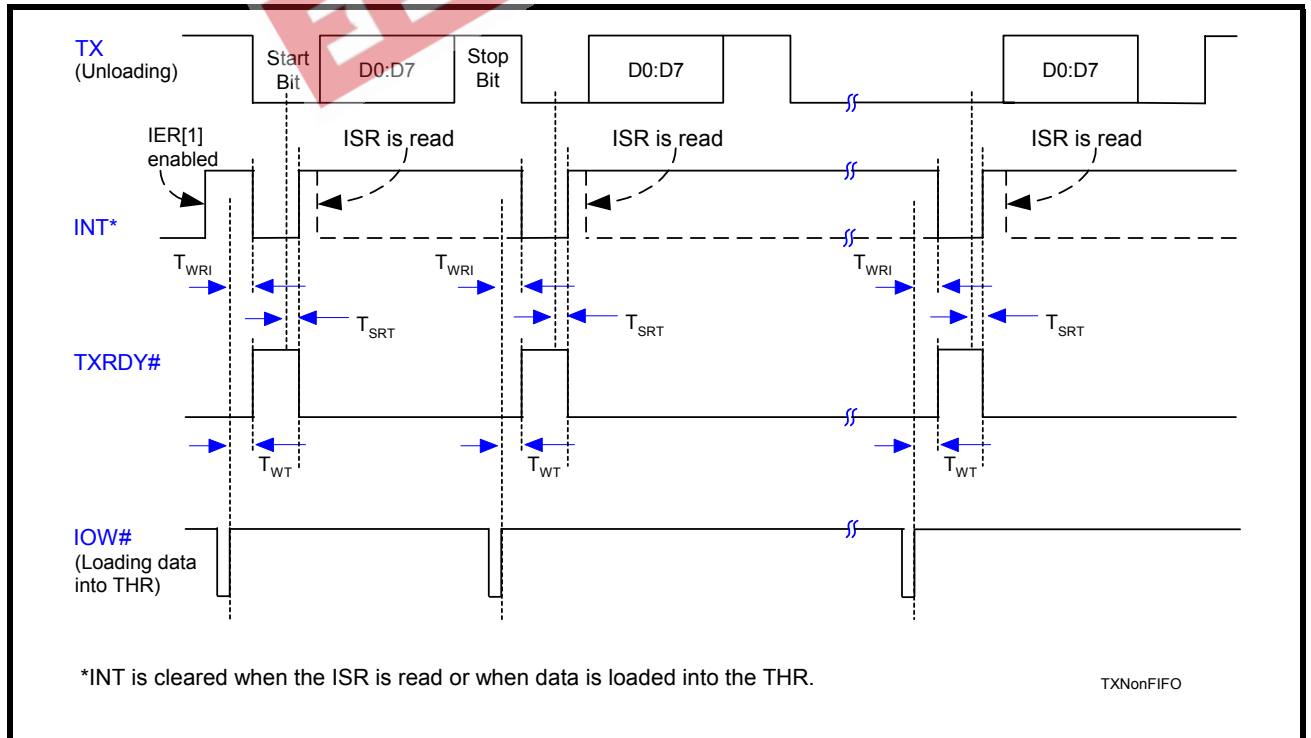 TX
(Unloading)
Start
Bit
D0:D7
Stop
Bit
D0:D7
D0:D7
IER[1]
enabled
ISR is read
ISR is read
ISR is read
INT*
TWRI
TWRI
TWRI
TSRT
TSRT
TSRT
TXRDY#
TWT
TWT
TWT
IOW#
(Loading data
into THR)
*INT is cleared when the ISR is read or when data is loaded into the THR.
TXNonFIFO